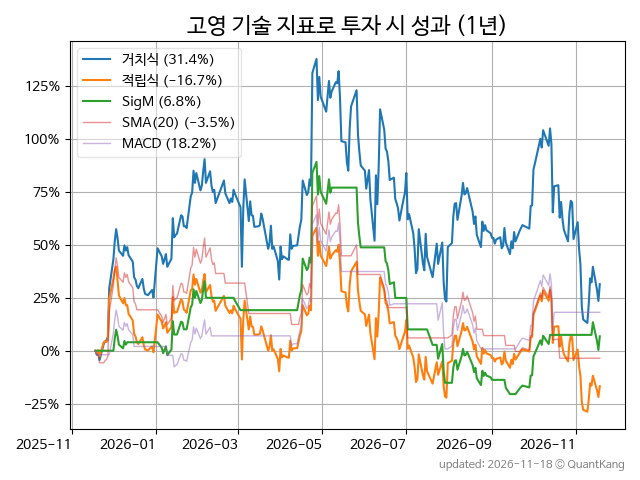 고영 기술 지표로 투자 시 성과 (1년)
거치식 (31.4%)
적립식 (−16.7%)
SigM (6.8%)
SMA(20) (−3.5%)
MACD (18.2%)
125%
100%
75%
50%
25%
0%
−25%
2025-11 2026-01 2026-03 2026-05 2026-07 2026-09 2026-11
updated: 2026-11-18 © QuantKang